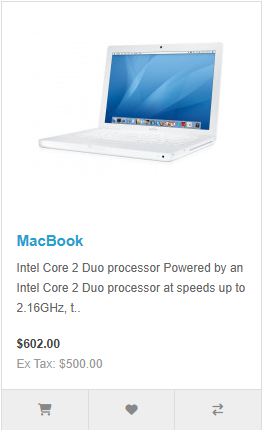 MacBook
Intel Core 2 Duo processor Powered by an
Intel Core 2 Duo processor at speeds up to
2.16GHz, t..
$602.00
Ex Tax: $500.00